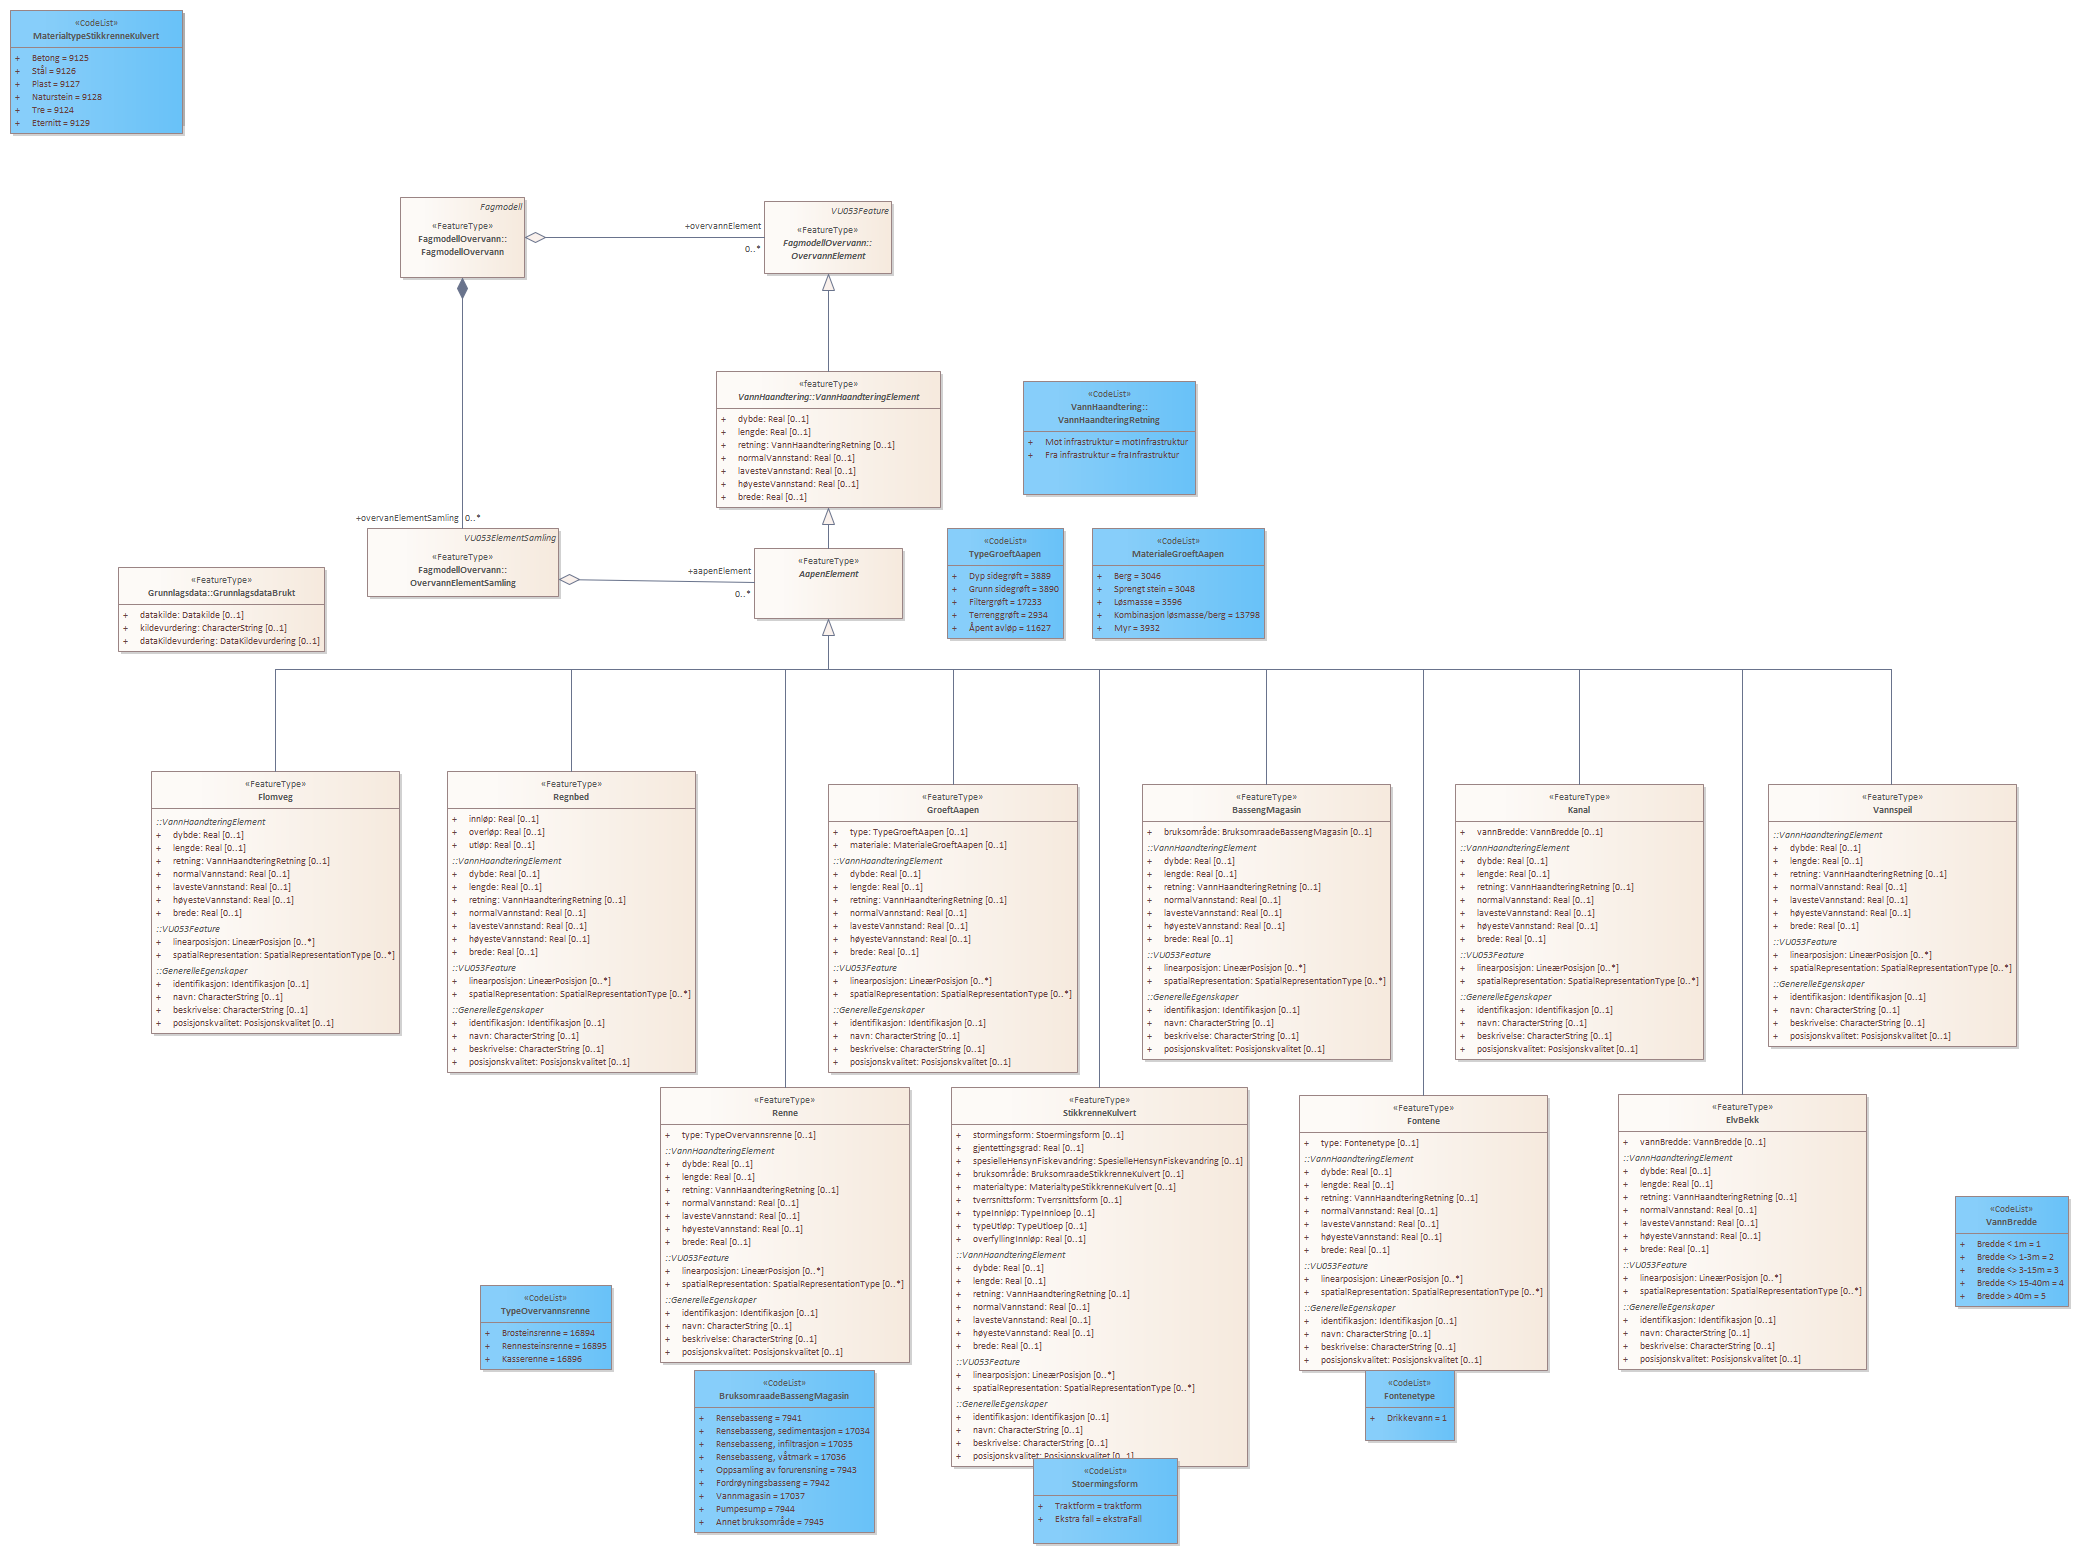 «CodeList»
MaterialtypeStikkrenneKulvert
+ Betong = 9125
+ Stål = 9126
+ Plast = 9127
+ Naturstein = 9128
+ Tre = 9124
+ Eternitt = 9129
Fagmodell
«FeatureType»
FagmodellOvervann::
FagmodellOvervann
+overvannElement
0..*
VU053Feature
«FeatureType»
FagmodellOvervann::
OvervannElement
«featureType»
VannHaandtering::VannHaandteringElement
+ dybde: Real [0..1]
+ lengde: Real [0..1]
+ retning: VannHaandteringRetning [0..1]
+ normalVannstand: Real [0..1]
+ lavesteVannstand: Real [0..1]
+ høyesteVannstand: Real [0..1]
+ brede: Real [0..1]
«CodeList»
VannHaandtering::
VannHaandteringRetning
+ Mot infrastruktur = motInfrastruktur
+ Fra infrastruktur = fraInfrastruktur
+overvanElementSamling 0..*
VU053ElementSamling
«FeatureType»
FagmodellOvervann::
OvervannElementSamling
+aapenElement
0..*
«FeatureType»
AapenElement
«CodeList»
TypeGroeftAapen
+ Dyp sidegrøft = 3889
+ Grunn sidegrøft = 3890
+ Filtergrøft = 17233
+ Terrenggrøft = 2934
+ Åpent avløp = 11627
«CodeList»
MaterialeGroeftAapen
+ Berg = 3046
+ Sprengt stein = 3048
+ Løsmasse = 3596
+ Kombinasjon løsmasse/berg = 13798
+ Myr = 3932
«FeatureType»
Grunnlagsdata::GrunnlagsdataBrukt
+ datakilde: Datakilde [0..1]
+ kildevurdering: CharacterString [0..1]
+ dataKildevurdering: DataKildevurdering [0..1]
«FeatureType»
Flomveg
::VannHaandteringElement
+ dybde: Real [0..1]
+ lengde: Real [0..1]
+ retning: VannHaandteringRetning [0..1]
+ normalVannstand: Real [0..1]
+ lavesteVannstand: Real [0..1]
+ høyesteVannstand: Real [0..1]
+ brede: Real [0..1]
::VU053Feature
+ linearposisjon: LineærPosisjon [0..*]
+ spatialRepresentation: SpatialRepresentationType [0..*]
::GenerelleEgenskaper
+ identifikasjon: Identifikasjon [0..1]
+ navn: CharacterString [0..1]
+ beskrivelse: CharacterString [0..1]
+ posisjonskvalitet: Posisjonskvalitet [0..1]
«FeatureType»
Regnbed
+ innløp: Real [0..1]
+ overløp: Real [0..1]
+ utløp: Real [0..1]
::VannHaandteringElement
+ dybde: Real [0..1]
+ lengde: Real [0..1]
+ retning: VannHaandteringRetning [0..1]
+ normalVannstand: Real [0..1]
+ lavesteVannstand: Real [0..1]
+ høyesteVannstand: Real [0..1]
+ brede: Real [0..1]
::VU053Feature
+ linearposisjon: LineærPosisjon [0..*]
+ spatialRepresentation: SpatialRepresentationType [0..*]
::GenerelleEgenskaper
+ identifikasjon: Identifikasjon [0..1]
+ navn: CharacterString [0..1]
+ beskrivelse: CharacterString [0..1]
+ posisjonskvalitet: Posisjonskvalitet [0..1]
«FeatureType»
GroeftAapen
+ type: TypeGroeftAapen [0..1]
+ materiale: MaterialeGroeftAapen [0..1]
::VannHaandteringElement
+ dybde: Real [0..1]
+ lengde: Real [0..1]
+ retning: VannHaandteringRetning [0..1]
+ normalVannstand: Real [0..1]
+ lavesteVannstand: Real [0..1]
+ høyesteVannstand: Real [0..1]
+ brede: Real [0..1]
::VU053Feature
+ linearposisjon: LineærPosisjon [0..*]
+ spatialRepresentation: SpatialRepresentationType [0..*]
::GenerelleEgenskaper
+ identifikasjon: Identifikasjon [0..1]
+ navn: CharacterString [0..1]
+ beskrivelse: CharacterString [0..1]
+ posisjonskvalitet: Posisjonskvalitet [0..1]
«FeatureType»
BassengMagasin
+ bruksområde: BruksomraadeBassengMagasin [0..1]
::VannHaandteringElement
+ dybde: Real [0..1]
+ lengde: Real [0..1]
+ retning: VannHaandteringRetning [0..1]
+ normalVannstand: Real [0..1]
+ lavesteVannstand: Real [0..1]
+ høyesteVannstand: Real [0..1]
+ brede: Real [0..1]
::VU053Feature
+ linearposisjon: LineærPosisjon [0..*]
+ spatialRepresentation: SpatialRepresentationType [0..*]
::GenerelleEgenskaper
+ identifikasjon: Identifikasjon [0..1]
+ navn: CharacterString [0..1]
+ beskrivelse: CharacterString [0..1]
+ posisjonskvalitet: Posisjonskvalitet [0..1]
«FeatureType»
Kanal
+ vannBredde: VannBredde [0..1]
::VannHaandteringElement
+ dybde: Real [0..1]
+ lengde: Real [0..1]
+ retning: VannHaandteringRetning [0..1]
+ normalVannstand: Real [0..1]
+ lavesteVannstand: Real [0..1]
+ høyesteVannstand: Real [0..1]
+ brede: Real [0..1]
::VU053Feature
+ linearposisjon: LineærPosisjon [0..*]
+ spatialRepresentation: SpatialRepresentationType [0..*]
::GenerelleEgenskaper
+ identifikasjon: Identifikasjon [0..1]
+ navn: CharacterString [0..1]
+ beskrivelse: CharacterString [0..1]
+ posisjonskvalitet: Posisjonskvalitet [0..1]
«FeatureType»
Vannspeil
::VannHaandteringElement
+ dybde: Real [0..1]
+ lengde: Real [0..1]
+ retning: VannHaandteringRetning [0..1]
+ normalVannstand: Real [0..1]
+ lavesteVannstand: Real [0..1]
+ høyesteVannstand: Real [0..1]
+ brede: Real [0..1]
::VU053Feature
+ linearposisjon: LineærPosisjon [0..*]
+ spatialRepresentation: SpatialRepresentationType [0..*]
::GenerelleEgenskaper
+ identifikasjon: Identifikasjon [0..1]
+ navn: CharacterString [0..1]
+ beskrivelse: CharacterString [0..1]
+ posisjonskvalitet: Posisjonskvalitet [0..1]
«FeatureType»
Renne
+ type: TypeOvervannsrenne [0..1]
::VannHaandteringElement
+ dybde: Real [0..1]
+ lengde: Real [0..1]
+ retning: VannHaandteringRetning [0..1]
+ normalVannstand: Real [0..1]
+ lavesteVannstand: Real [0..1]
+ høyesteVannstand: Real [0..1]
+ brede: Real [0..1]
::VU053Feature
+ linearposisjon: LineærPosisjon [0..*]
+ spatialRepresentation: SpatialRepresentationType [0..*]
::GenerelleEgenskaper
+ identifikasjon: Identifikasjon [0..1]
+ navn: CharacterString [0..1]
+ beskrivelse: CharacterString [0..1]
+ posisjonskvalitet: Posisjonskvalitet [0..1]
«FeatureType»
StikkrenneKulvert
+ stormingsform: Stoermingsform [0..1]
+ gjentettingsgrad: Real [0..1]
+ spesielleHensynFiskevandring: SpesielleHensynFiskevandring [0..1]
+ bruksområde: BruksomraadeStikkrenneKulvert [0..1]
+ materialtype: MaterialtypeStikkrenneKulvert [0..1]
+ tverrsnittsform: Tverrsnittsform [0..1]
+ typeInnløp: TypeInnloep [0..1]
+ typeUtløp: TypeUtloep [0..1]
+ overfyllingInnløp: Real [0..1]
::VannHaandteringElement
+ dybde: Real [0..1]
+ lengde: Real [0..1]
+ retning: VannHaandteringRetning [0..1]
+ normalVannstand: Real [0..1]
+ lavesteVannstand: Real [0..1]
+ høyesteVannstand: Real [0..1]
+ brede: Real [0..1]
::VU053Feature
+ linearposisjon: LineærPosisjon [0..*]
+ spatialRepresentation: SpatialRepresentationType [0..*]
::GenerelleEgenskaper
+ identifikasjon: Identifikasjon [0..1]
+ navn: CharacterString [0..1]
+ beskrivelse: CharacterString [0..1]
+ posisjonskvalitet: Posisjonskvalitet [0..1]
«FeatureType»
Fontene
+ type: Fontenetype [0..1]
::VannHaandteringElement
+ dybde: Real [0..1]
+ lengde: Real [0..1]
+ retning: VannHaandteringRetning [0..1]
+ normalVannstand: Real [0..1]
+ lavesteVannstand: Real [0..1]
+ høyesteVannstand: Real [0..1]
+ brede: Real [0..1]
::VU053Feature
+ linearposisjon: LineærPosisjon [0..*]
+ spatialRepresentation: SpatialRepresentationType [0..*]
::GenerelleEgenskaper
+ identifikasjon: Identifikasjon [0..1]
+ navn: CharacterString [0..1]
+ beskrivelse: CharacterString [0..1]
+ posisjonskvalitet: Posisjonskvalitet [0..1]
«FeatureType»
ElvBekk
+ vannBredde: VannBredde [0..1]
::VannHaandteringElement
+ dybde: Real [0..1]
+ lengde: Real [0..1]
+ retning: VannHaandteringRetning [0..1]
+ normalVannstand: Real [0..1]
+ lavesteVannstand: Real [0..1]
+ høyesteVannstand: Real [0..1]
+ brede: Real [0..1]
::VU053Feature
+ linearposisjon: LineærPosisjon [0..*]
+ spatialRepresentation: SpatialRepresentationType [0..*]
::GenerelleEgenskaper
+ identifikasjon: Identifikasjon [0..1]
+ navn: CharacterString [0..1]
+ beskrivelse: CharacterString [0..1]
+ posisjonskvalitet: Posisjonskvalitet [0..1]
«CodeList»
VannBredde
+ Bredde < 1m = 1
+ Bredde <> 1-3m = 2
+ Bredde <> 3-15m = 3
+ Bredde <> 15-40m = 4
+ Bredde > 40m = 5
«CodeList»
TypeOvervannsrenne
+ Brosteinsrenne = 16894
+ Rennesteinsrenne = 16895
+ Kasserenne = 16896
«CodeList»
BruksomraadeBassengMagasin
+ Rensebasseng = 7941
+ Rensebasseng, sedimentasjon = 17034
+ Rensebasseng, infiltrasjon = 17035
+ Rensebasseng, våtmark = 17036
+ Oppsamling av forurensning = 7943
+ Fordrøyningsbasseng = 7942
+ Vannmagasin = 17037
+ Pumpesump = 7944
+ Annet bruksområde = 7945
«CodeList»
Fontenetype
+ Drikkevann = 1
«CodeList»
Stoermingsform
+ Traktform = traktform
+ Ekstra fall = ekstraFall